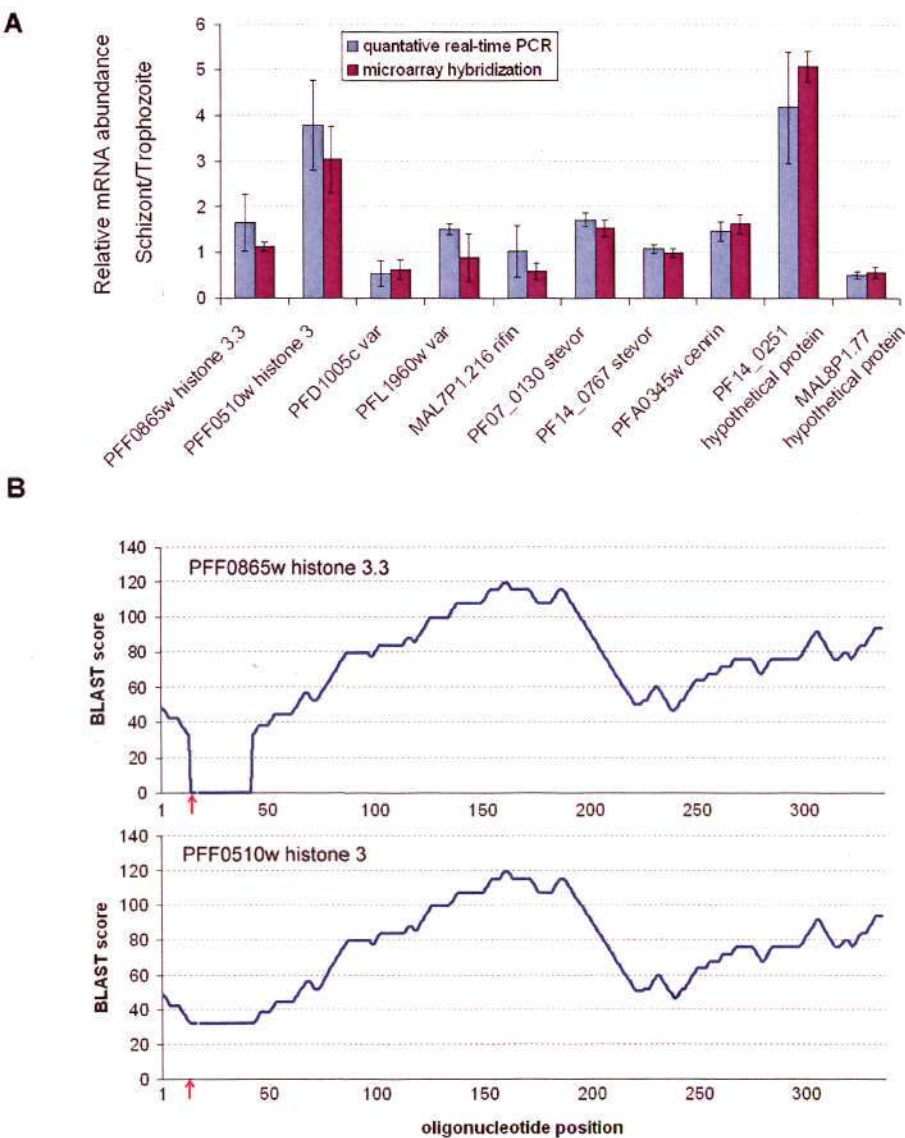 A
Relative mRNA abundance
Schizont/Trophozoite
6
5
4
3
2
1
0
quantative real-time PCR
microarray hybridization
PFF0865w histone 3.3
PFF0510w histone 3
PFD1005c var
PFL1960w var
MAL7P1.216 rifin
PF07_0130 stevor
PF14_0767 stevor
PFA0345w cenrin
PF14_0251
hypothetical protein
MAL8P1.77
hypothetical protein
B
BLAST score
140
120
100
80
60
40
20
0
PFF0865w histone 3.3
1 50 100 150 200 250 300
BLAST score
140
120
100
80
60
40
20
0
PFF0510w histone 3
1 50 100 150 200 250 300
oligonucleotide position